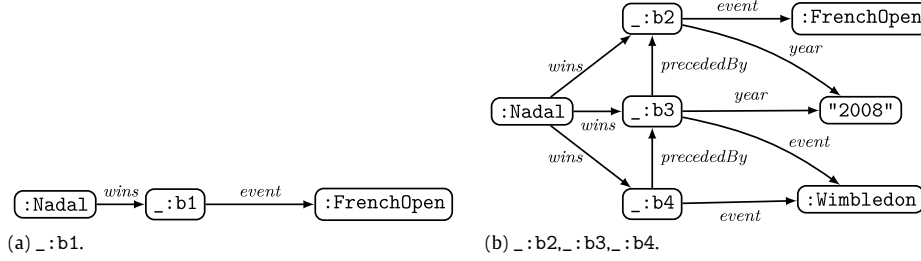 _:b2
event
:FrenchOpen
wins
precededBy
year
:Nadal
wins
_:b3
year
"2008"
wins
precededBy
event
:Nadal
wins
_:b1
event
:FrenchOpen
_:b4
event
:Wimbledon
(a) _:b1.
(b) _:b2,_:b3,_:b4.